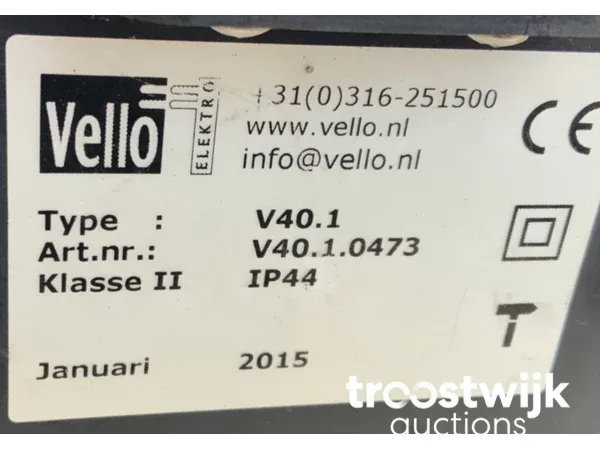 Vello
ELEKTRO
+31(0)316-251500
www.vello.nl
info@vello.nl
CE
Type : V40.1
Art.nr.: V40.1.0473
Klasse II IP44
Januari 2015
troostwijk
auctions